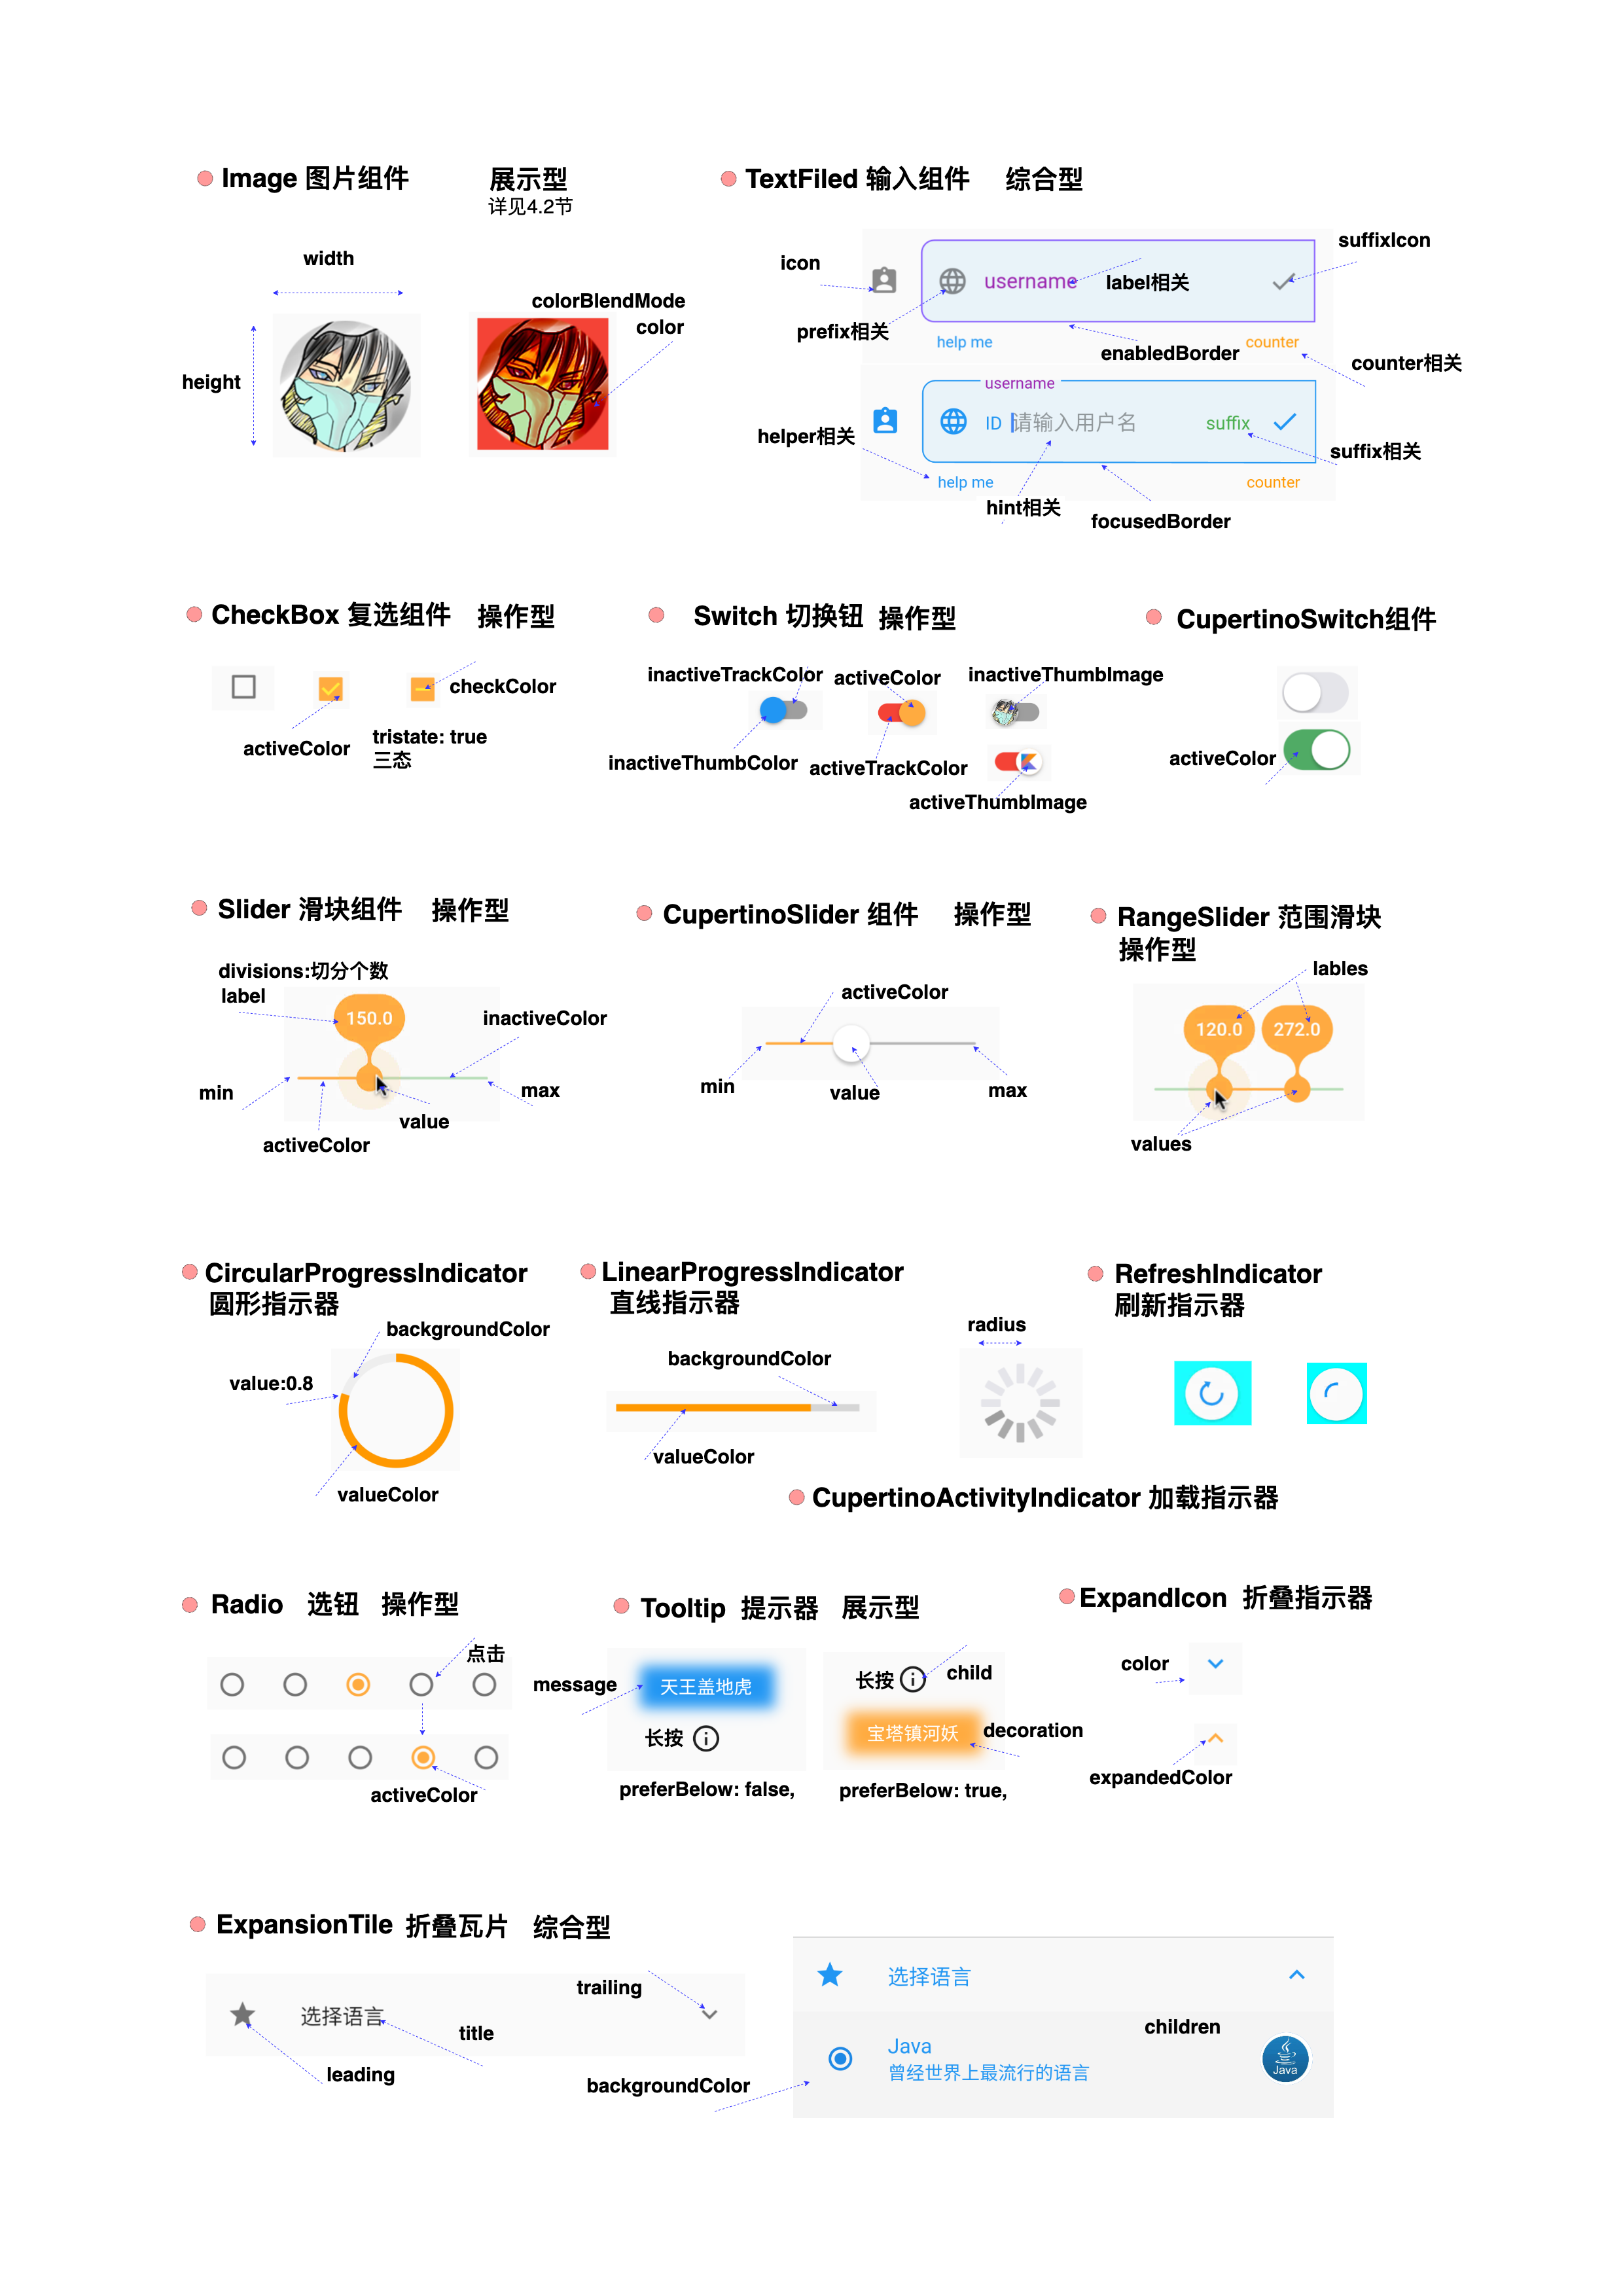 Image 图片组件
展示型
详见4.2节
width
height
colorBlendMode
color
TextFiled 输入组件
综合型
icon
username
label相关
suffixIcon
prefix相关
help me
enabledBorder
counter
counter相关
username
helper相关
ID
请输入用户名
suffix
suffix相关
help me
counter
hint相关
focusedBorder
CheckBox 复选组件
操作型
checkColor
activeColor
tristate: true
三态
Switch 切换钮
操作型
inactiveTrackColor
activeColor
inactiveThumbImage
inactiveThumbColor
activeTrackColor
activeThumbImage
CupertinoSwitch组件
activeColor
Slider 滑块组件
操作型
divisions:切分个数
label
150.0
inactiveColor
min
max
value
activeColor
CupertinoSlider 组件
操作型
activeColor
min
value
max
RangeSlider 范围滑块
操作型
lables
120.0
272.0
values
CircularProgressIndicator
圆形指示器
backgroundColor
value:0.8
valueColor
LinearProgressIndicator
直线指示器
backgroundColor
valueColor
radius
CupertinoActivityIndicator 加载指示器
RefreshIndicator
刷新指示器
Radio
选钮
操作型
点击
activeColor
Tooltip
提示器
展示型
message
天王盖地虎
长按
preferBelow: false,
长按
child
宝塔镇河妖
decoration
preferBelow: true,
ExpandIcon
折叠指示器
color
expandedColor
ExpansionTile
折叠瓦片
综合型
选择语言
trailing
title
leading
选择语言
children
Java
曾经世界上最流行的语言
Java
backgroundColor